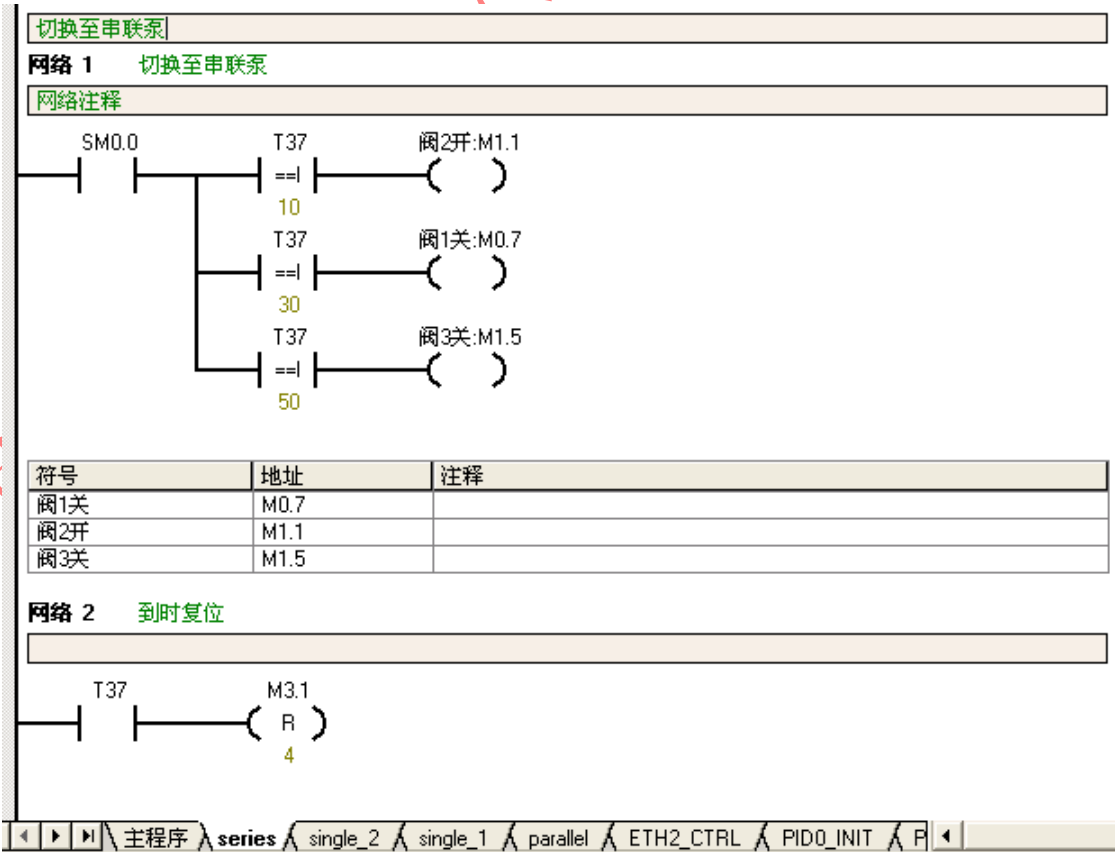 切换至串联泵
网络 1 切换至串联泵
网络注释
SM0.0 T37 阀2开:M1.1
==I
10
T37 阀1关:M0.7
==I
30
T37 阀3关:M1.5
==I
50
符号 地址 注释
阀1关 M0.7
阀2开 M1.1
阀3关 M1.5
网络 2 到时复位
T37 M3.1
R
4
主程序 series single_2 single_1 parallel ETH2_CTRL PID0_INIT P